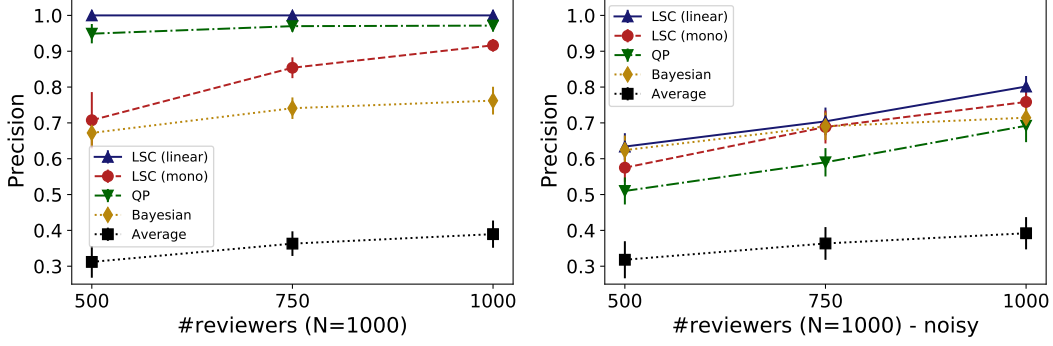 1.0
0.9
0.8
0.7
0.6
0.5
0.4
0.3
Precision
LSC (linear)
LSC (mono)
QP
Bayesian
Average
500
750
1000
#reviewers (N=1000)
1.0
0.9
0.8
0.7
0.6
0.5
0.4
0.3
Precision
LSC (linear)
LSC (mono)
QP
Bayesian
Average
500
750
1000
#reviewers (N=1000) - noisy